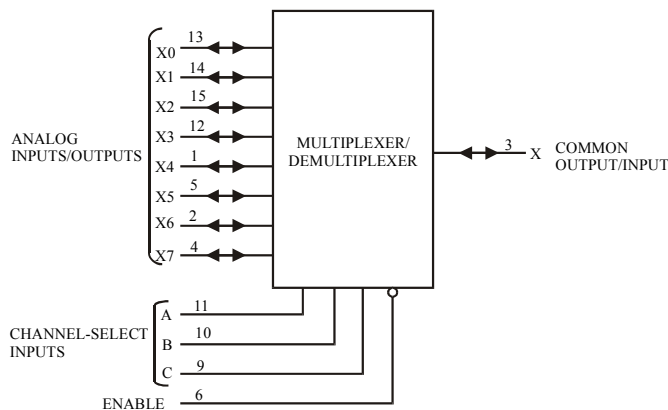 X0 13
X1 14
X2 15
X3 12
X4 1
X5 5
X6 2
X7 4
ANALOG
INPUTS/OUTPUTS
MULTIPLEXER/
DEMULTIPLEXER
3 X COMMON
OUTPUT/INPUT
A 11
B 10
C 9
CHANNEL-SELECT
INPUTS
ENABLE 6